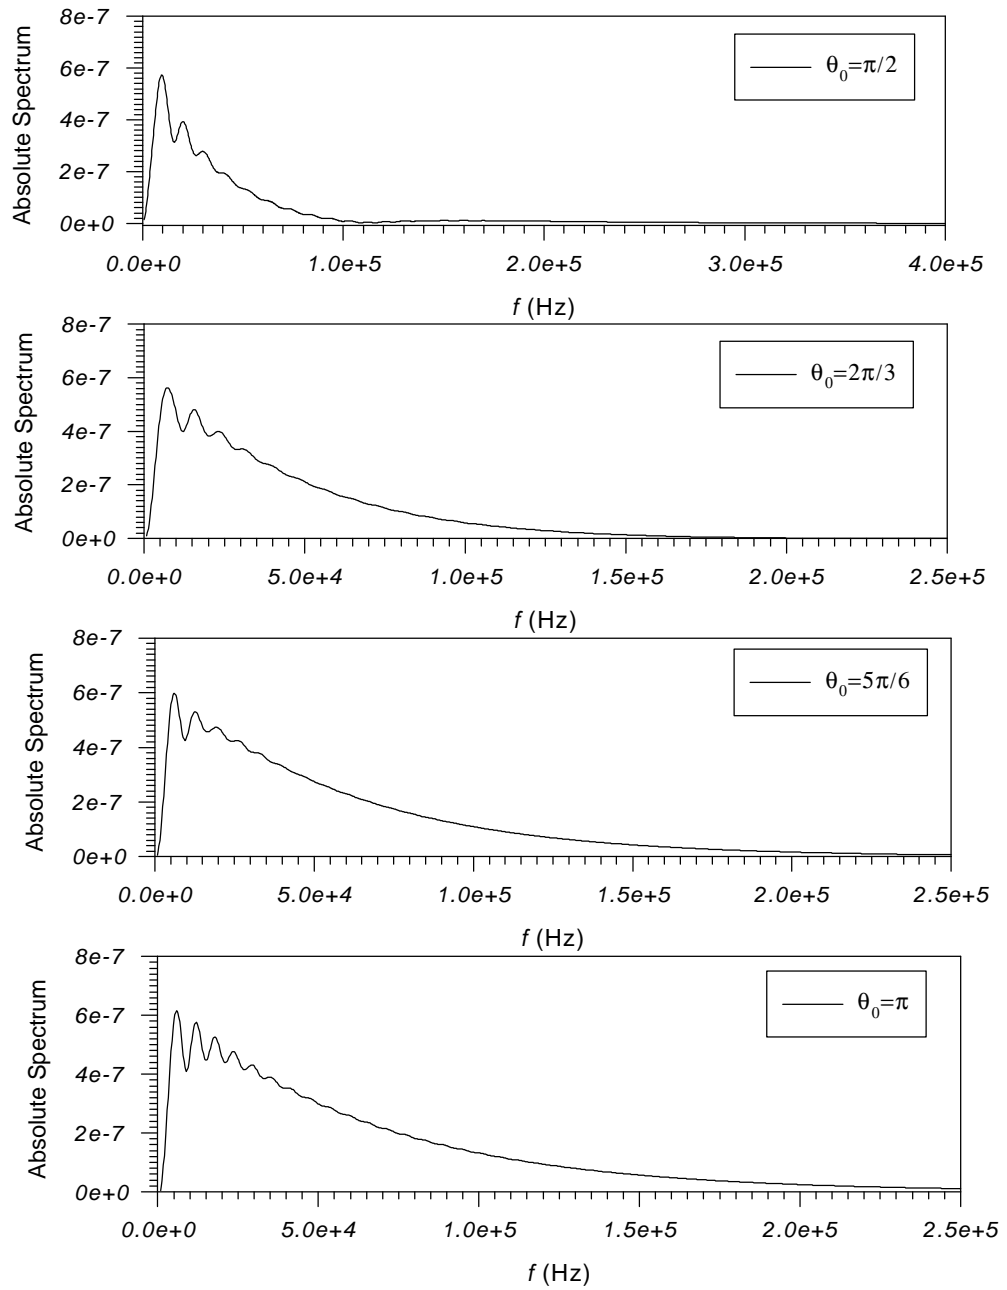 8e-7
6e-7
4e-7
2e-7
0e+0
Absolute Spectrum
θ0=π/2
0.0e+0 1.0e+5 2.0e+5 3.0e+5 4.0e+5
f (Hz)
8e-7
6e-7
4e-7
2e-7
0e+0
Absolute Spectrum
θ0=2π/3
0.0e+0 5.0e+4 1.0e+5 1.5e+5 2.0e+5 2.5e+5
f (Hz)
8e-7
6e-7
4e-7
2e-7
0e+0
Absolute Spectrum
θ0=5π/6
0.0e+0 5.0e+4 1.0e+5 1.5e+5 2.0e+5 2.5e+5
f (Hz)
8e-7
6e-7
4e-7
2e-7
0e+0
Absolute Spectrum
θ0=π
0.0e+0 5.0e+4 1.0e+5 1.5e+5 2.0e+5 2.5e+5
f (Hz)